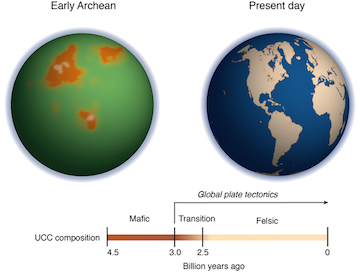 Early Archean
Present day
Global plate tectonics
Mafic
Transition
Felsic
UCC composition
4.5
3.0
2.5
0
Billion years ago